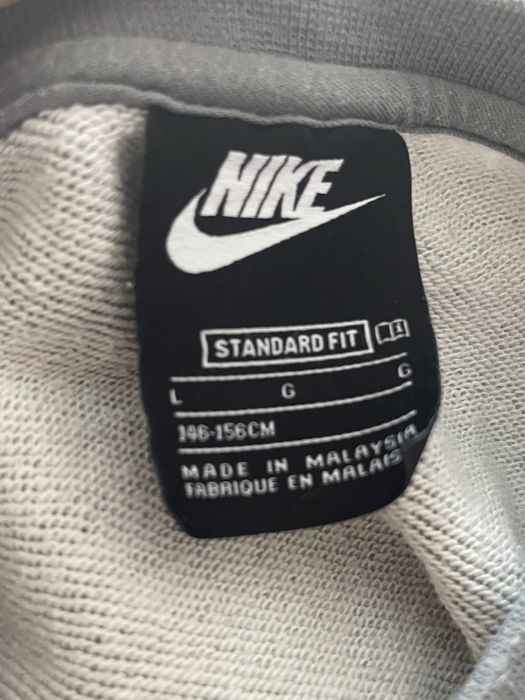 NIKE
STANDARD FIT
L G G
146-156CM
MADE IN MALAYSIA
FABRIQUE EN MALAIS